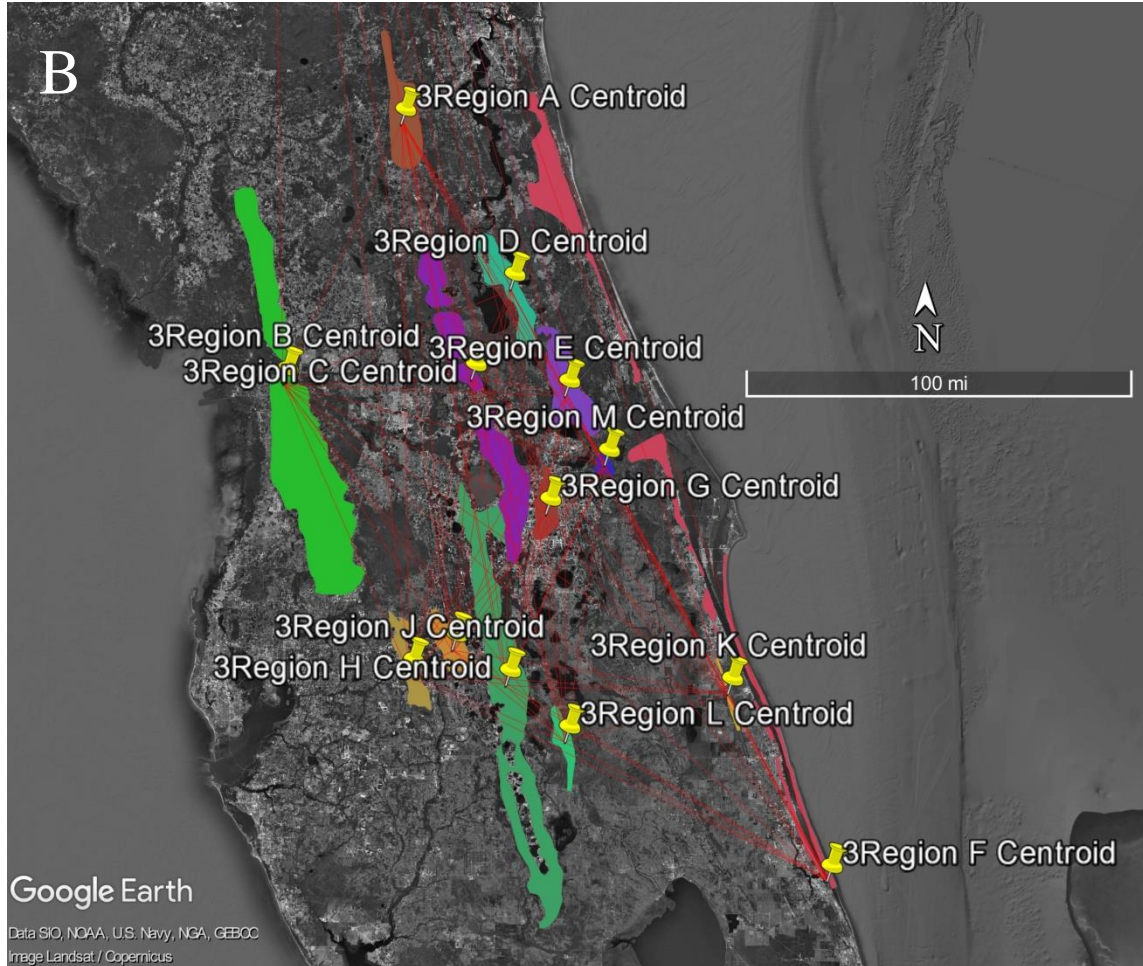 B
3Region A Centroid
3Region D Centroid
3Region B Centroid
3Region E Centroid
3Region C Centroid
N
100 mi
3Region M Centroid
3Region G Centroid
3Region J Centroid
3Region K Centroid
3Region H Centroid
3Region L Centroid
3Region F Centroid
Google Earth
Data SIO, NOAA, U.S. Navy, NGA, GEBCO
Image Landsat / Copernicus